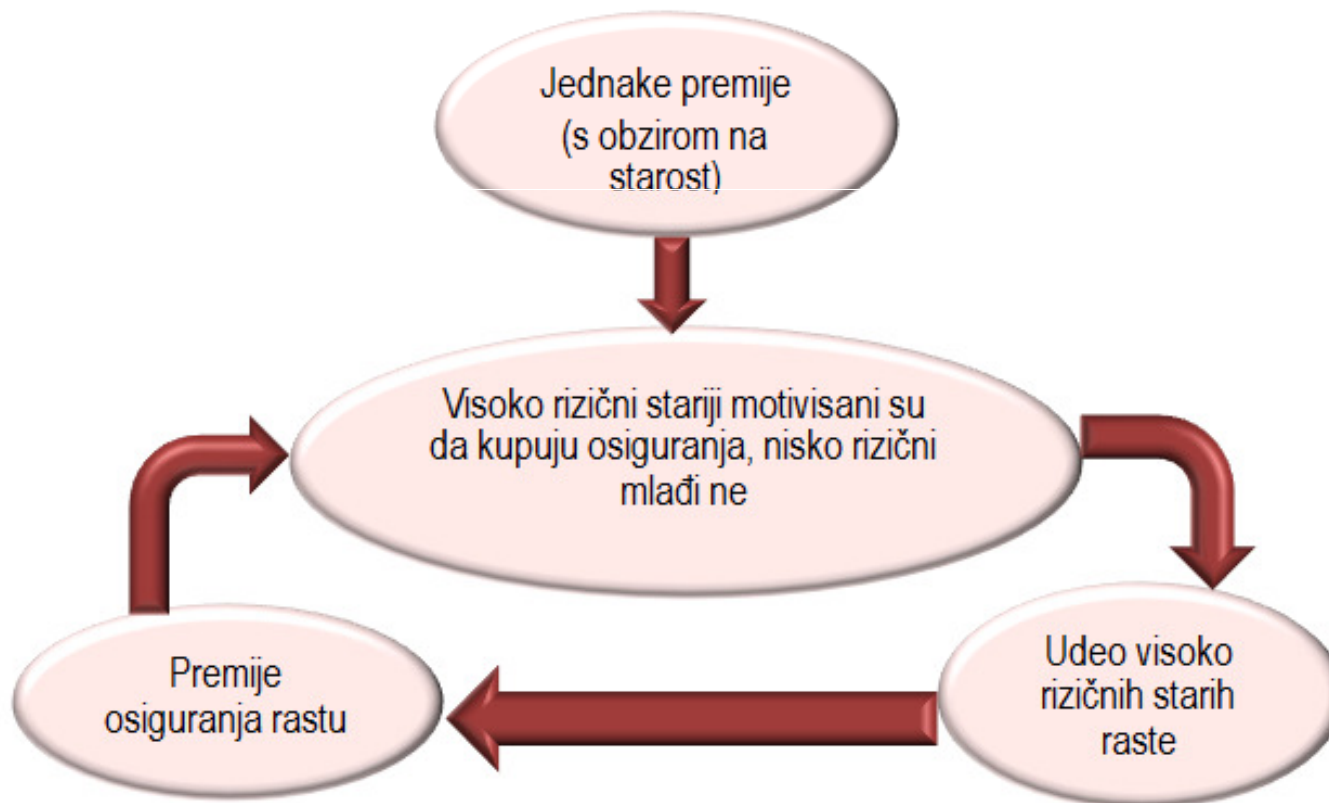 Jednake premije
(s obzirom na
starost)
Visoko rizični stariji motivisani su
da kupuju osiguranja, nisko rizični
mlađi ne
Udeo visoko
rizičnih starih
raste
Premije
osiguranja rastu